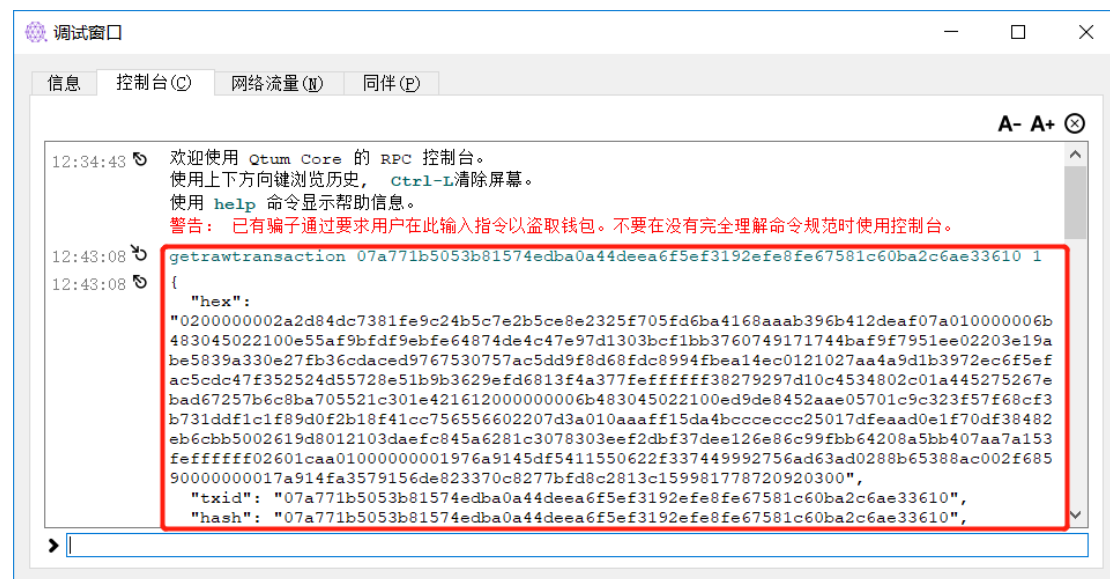 调试窗口
信息 控制台(C) 网络流量(N) 同伴(P)
A- A+
12:34:43 欢迎使用 Qtum Core 的 RPC 控制台。
使用上下方向键浏览历史, Ctrl-L清除屏幕。
使用 help 命令显示帮助信息。
警告: 已有骗子通过要求用户在此输入指令以盗取钱包。不要在没有完全理解命令规范时使用控制台。
12:43:08 getrawtransaction 07a771b5053b81574edba0a44deea6f5ef3192efe8fe67581c60ba2c6ae33610 1
12:43:08 {
"hex":
"0200000002a2d84dc7381fe9c24b5c7e2b5ce8e2325f705fd6ba4168aaab396b412deaf07a010000006b
483045022100e55af9bfdf9ebfe64874de4c47e97d1303bcf1bb3760749171744baf9f7951ee02203e19a
be5839a330e27fb36cdaced9767530757ac5dd9f8d68fdc8994fbea14ec0121027aa4a9d1b3972ec6f5ef
ac5cdc47f352524d55728e51b9b3629efd6813f4a377feffffff38279297d10c4534802c01a445275267e
bad67257b6c8ba705521c301e421612000000006b483045022100ed9de8452aae05701c9c323f57f68cf3
b731ddf1c1f89d0f2b18f41cc756556602207d3a010aaaff15da4bccceccc25017dfeaad0e1f70df38482
eb6cbb5002619d8012103daefc845a6281c3078303eef2dbf37dee126e86c99fbb64208a5bb407aa7a153
feffffff02601caa01000000001976a9145df5411550622f337449992756ad63ad0288b65388ac002f685
90000000017a914fa3579156de823370c8277bfd8c2813c159981778720920300",
"txid": "07a771b5053b81574edba0a44deea6f5ef3192efe8fe67581c60ba2c6ae33610",
"hash": "07a771b5053b81574edba0a44deea6f5ef3192efe8fe67581c60ba2c6ae33610",